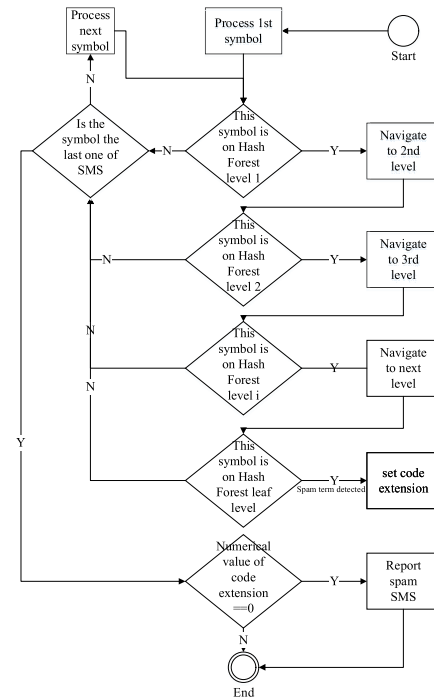 Process
next
symbol
Process 1st
symbol
Start
N
Is the
symbol the
last one of
SMS
N
This
symbol is
on Hash
Forest
level 1
Y
Navigate
to 2nd
level
N
This
symbol is
on Hash
Forest
level 2
Y
Navigate
to 3rd
level
N
This
symbol is
on Hash
Forest
level i
Y
Navigate
to next
level
N
Y
This
symbol is
on Hash
Forest leaf
level
Y
Spam term detected
set code
extension
Numerical
value of
code
extension
==0
Y
Report
spam
SMS
N
End